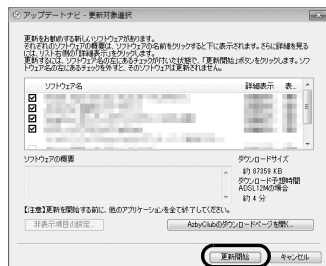 アップデートナビ - 更新対象選択
更新をお勧めする新しいソフトウェアがあります。
それぞれのソフトウェアの概要は、ソフトウェアの名前をクリックすると下に表示されます。さらに詳細を見る
には、リスト右側の「詳細表示」をクリックします。
更新するには、ソフトウェア名の左にあるチェックが付いた状態で、「更新開始」ボタンをクリックします。ソフ
トウェア名の左にあるチェックを外すと、そのソフトウェアは更新されません。
ソフトウェア名 詳細表示 表...
ソフトウェアの概要
ダウンロードサイズ
約 87359 KB
ダウンロード予想時間
ADSL12Mの場合
約 4 分
【注意】更新を開始する前に、他のアプリケーションを全て終了してください。
非表示項目の設定...
AzbyClubのダウンロードページを開く...
更新開始
キャンセル